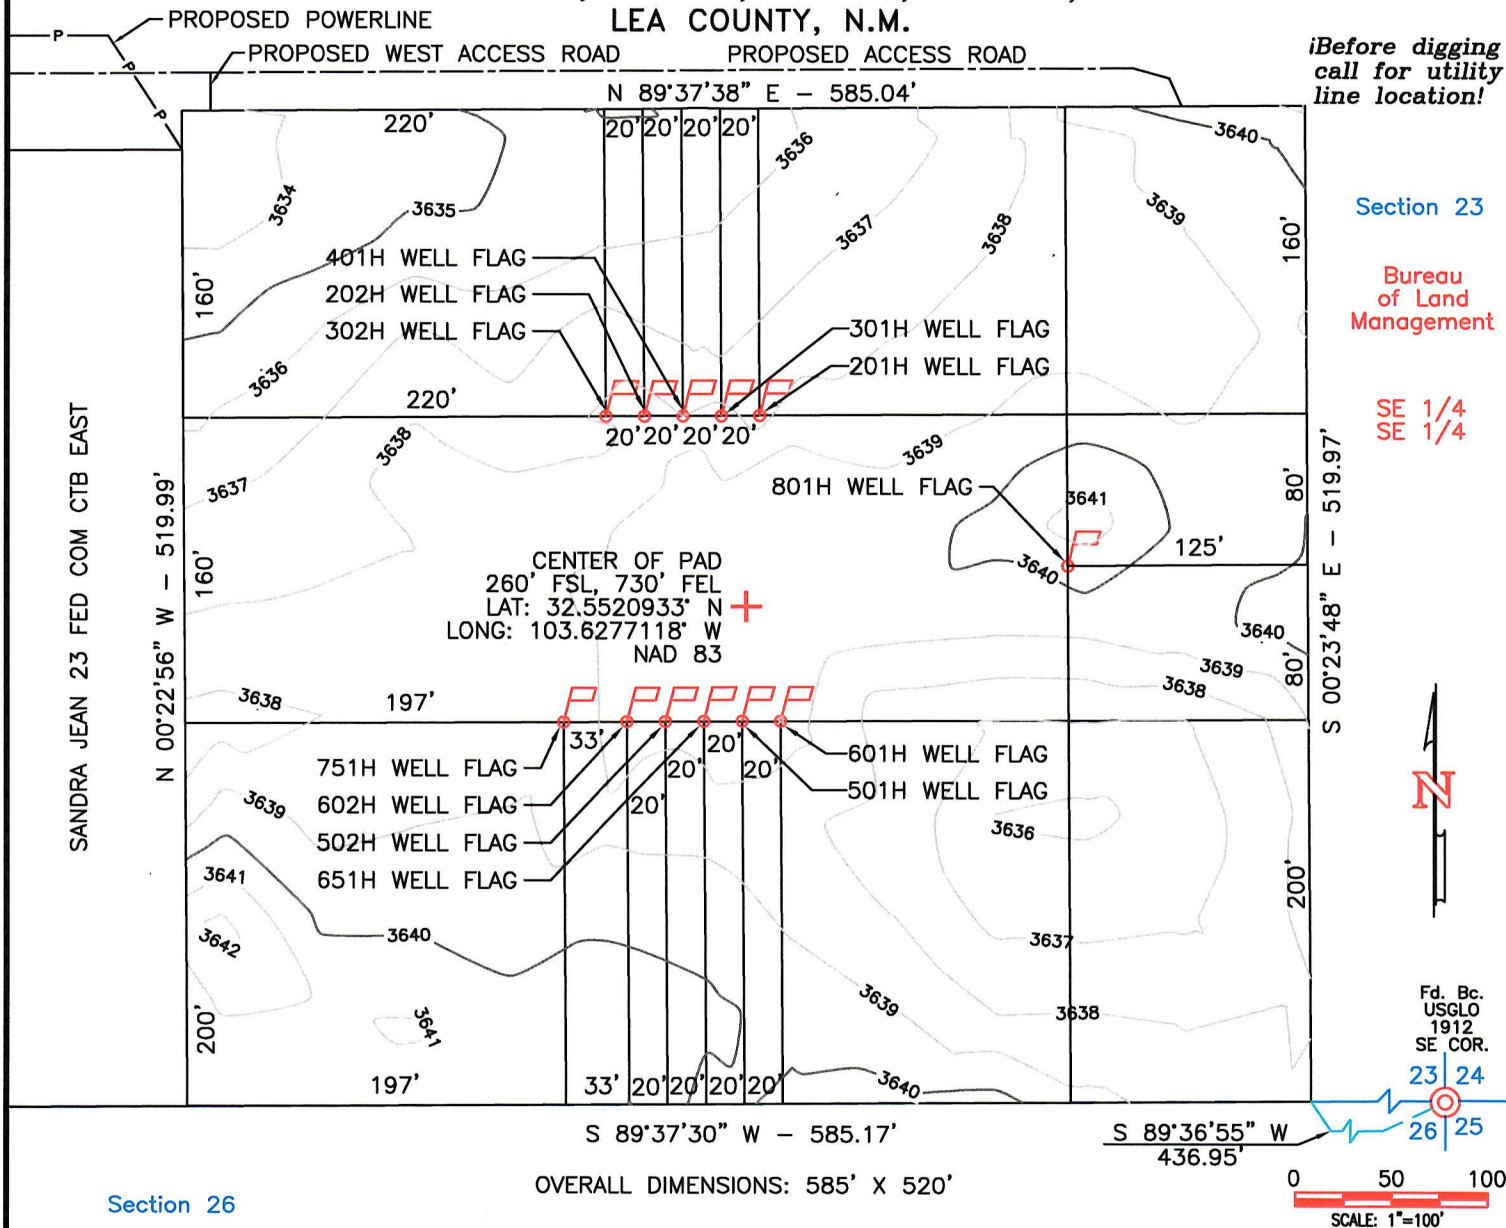 LEA COUNTY, N.M.
PROPOSED POWERLINE
P
P
P
PROPOSED WEST ACCESS ROAD
PROPOSED ACCESS ROAD
N 89°37'38" E - 585.04'
¡Before digging
call for utility
line location!
220'
20' 20' 20' 20'
3636
3640
3634
3635
3637
3638
3639
160'
160'
Section 23
Bureau
of Land
Management
SE 1/4
SE 1/4
401H WELL FLAG
202H WELL FLAG
302H WELL FLAG
301H WELL FLAG
201H WELL FLAG
3636
220'
20' 20' 20' 20'
3638
3639
3637
801H WELL FLAG
3641
125'
3640
80'
SANDRA JEAN 23 FED COM CTB EAST
N 00°22'56" W - 519.99'
160'
S 00°23'48" E - 519.97'
CENTER OF PAD
260' FSL, 730' FEL
LAT: 32.5520933° N
LONG: 103.6277118° W
NAD 83
3640
3639
3638
80'
3638
197'
33'
20'
20'
20'
20'
751H WELL FLAG
602H WELL FLAG
502H WELL FLAG
651H WELL FLAG
601H WELL FLAG
501H WELL FLAG
3639
3636
3641
3642
3640
3637
200'
N
3641
3639
3638
200'
197'
33' 20' 20' 20' 20'
3640
Fd. Bc.
USGLO
1912
SE COR.
23 24
26 25
S 89°37'30" W - 585.17'
S 89°36'55" W
436.95'
OVERALL DIMENSIONS: 585' X 520'
Section 26
0 50 100
SCALE: 1"=100'